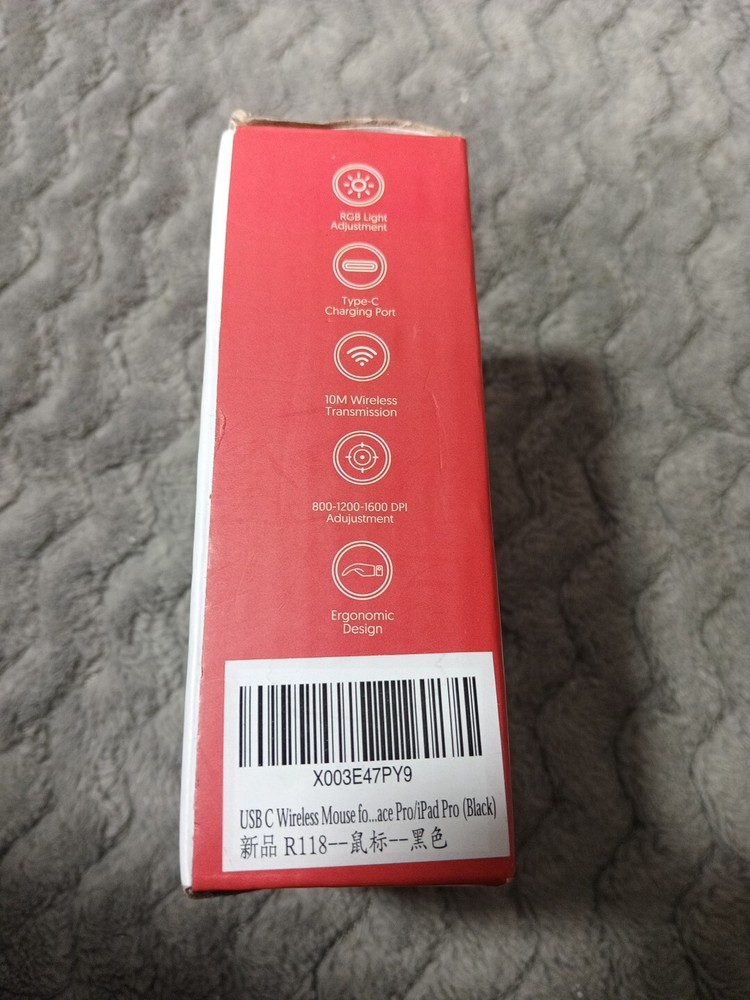 RGB Light
Adjustment
Type-C
Charging Port
10M Wireless
Transmission
800-1200-1600 DPI
Adujustment
Ergonomic
Design
X003E47PY9
USB C Wireless Mouse fo...ace Pro/iPad Pro (Black)
新品 R118--鼠标--黑色